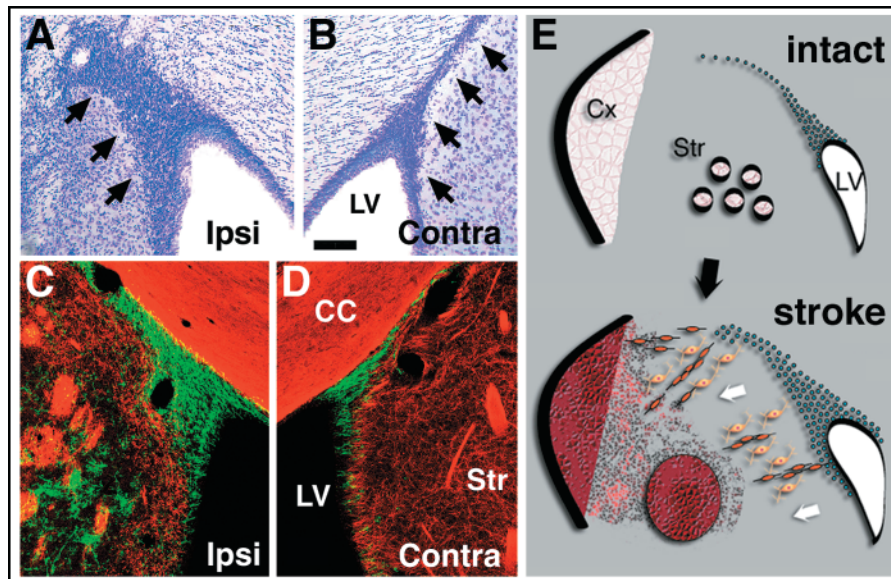 A
B
LV
Ipsi
Contra
C
D
CC
LV
Str
Ipsi
Contra
E
intact
Cx
Str
LV
stroke